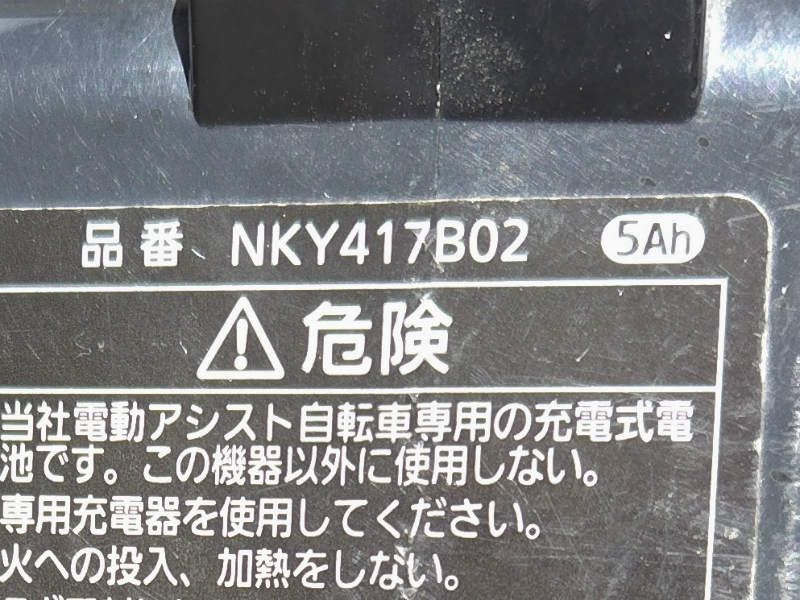 品番 NKY417B02 5Ah
危険
当社電動アシスト自転車専用の充電式電
池です。この機器以外に使用しない。
専用充電器を使用してください。
火への投入、加熱をしない。